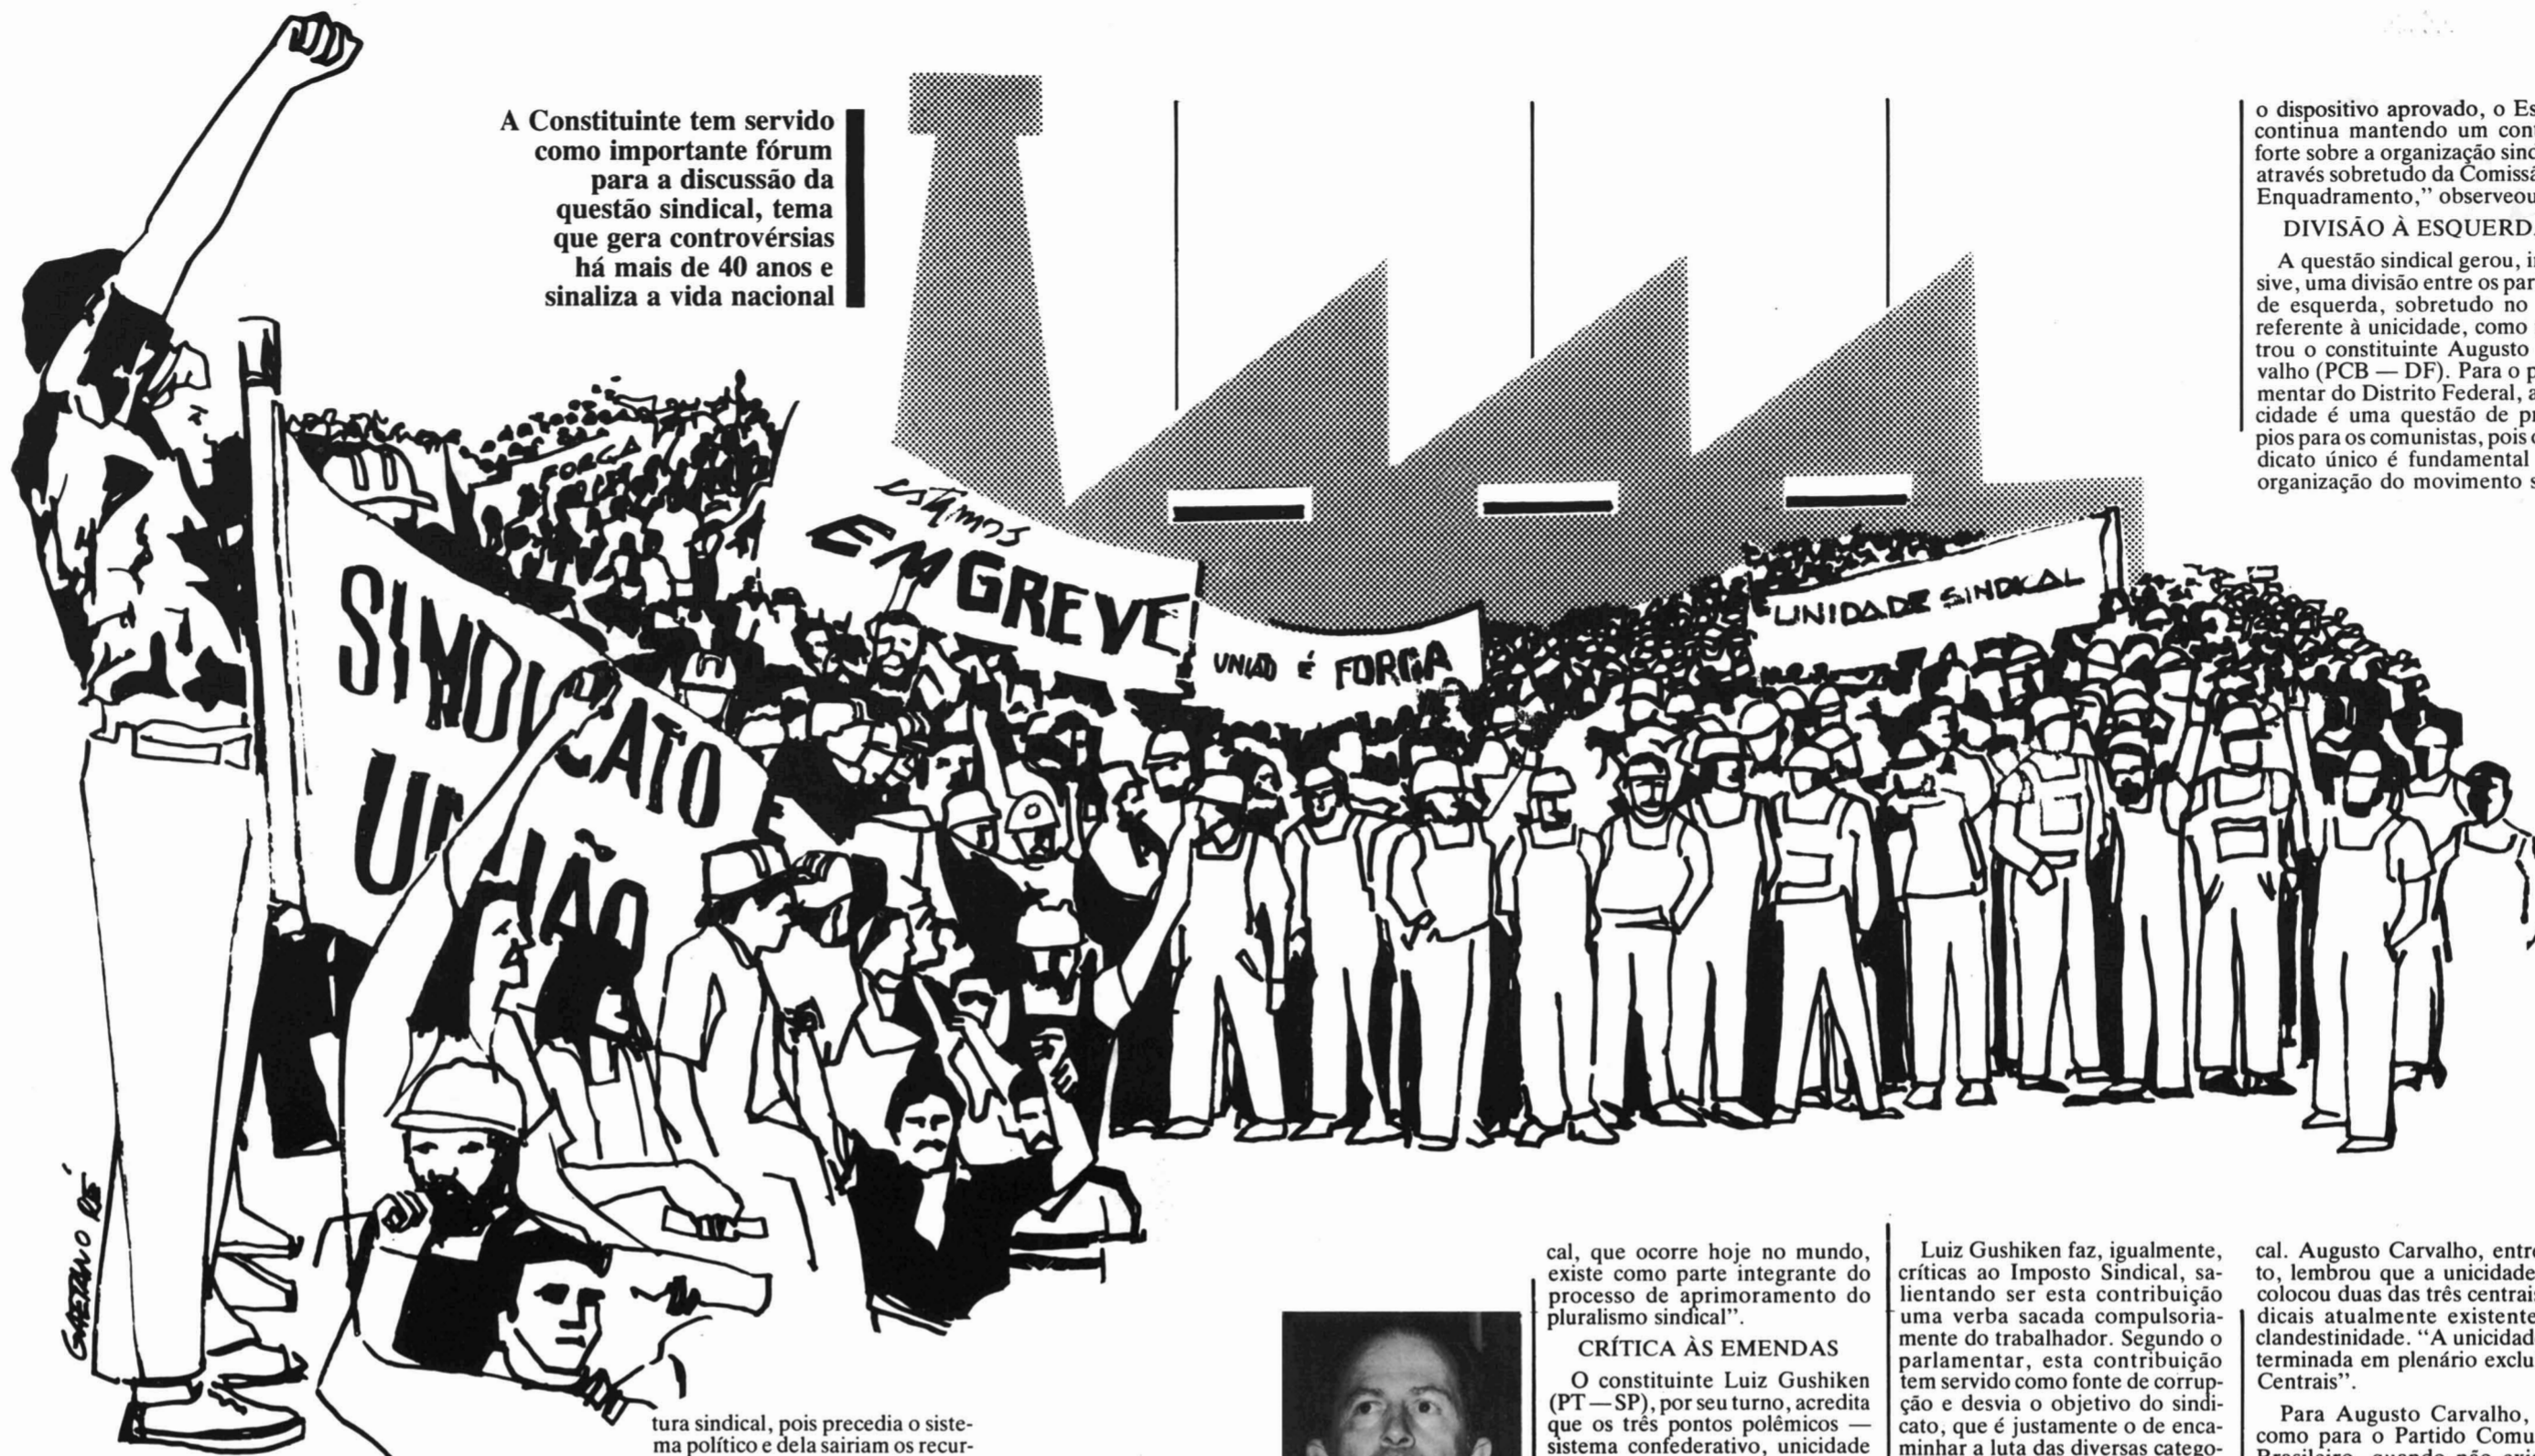 A Constituinte tem servido
como importante fórum
para a discussão da
questão sindical, tema
que gera controvérsias
há mais de 40 anos e
sinaliza a vida nacional
FORÇA
SINDICATO É
UNIÃO
ESTAMOS
EM GREVE
UNIÃO É FORÇA
UNIDADE SINDICAL
GAETANO RÉ
tura sindical, pois precedia o siste-
ma político e dela sairiam os recur-
cal, que ocorre hoje no mundo,
existe como parte integrante do
processo de aprimoramento do
pluralismo sindical”.
CRÍTICA ÀS EMENDAS
O constituinte Luiz Gushiken
(PT — SP), por seu turno, acredita
que os três pontos polêmicos —
sistema confederativo, unicidade
Luiz Gushiken faz, igualmente,
críticas ao Imposto Sindical, sa-
lientando ser esta contribuição
uma verba sacada compulsoria-
mente do trabalhador. Segundo o
parlamentar, esta contribuição
tem servido como fonte de corrup-
ção e desvia o objetivo do sindi-
cato, que é justamente o de enca-
minhar a luta das diversas catego-
o dispositivo aprovado, o Es
continua mantendo um con
forte sobre a organização sind
através sobretudo da Comissã
Enquadramento,” observeou
DIVISÃO À ESQUERD
A questão sindical gerou, i
sive, uma divisão entre os par
de esquerda, sobretudo no
referente à unicidade, como
trou o constituinte Augusto
valho (PCB — DF). Para o p
mentar do Distrito Federal, a
cidade é uma questão de pr
pios para os comunistas, pois
dicato único é fundamental
organização do movimento s
cal. Augusto Carvalho, entre
to, lembrou que a unicidade
colocou duas das três centrai
dicais atualmente existente
clandestinidade. “A unicidad
terminada em plenário exclu
Centrais”.
Para Augusto Carvalho,
como para o Partido Comu